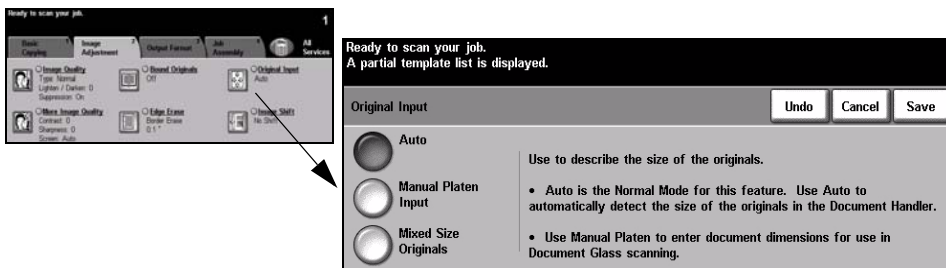 Ready to scan your job.
1
Basic
Copying
1
Image
Adjustment
2
Output Format
3
Job
Assembly
4
All
Services
Image Quality
Type: Normal
Lighten / Darken: 0
Suppression: On
Bound Originals
Off
Original Input
Auto
More Image Quality
Contrast: 0
Sharpness: 0
Screen: Auto
Edge Erase
Border Erase
0.1 "
Image Shift
No Shift
Ready to scan your job.
A partial template list is displayed.
Original Input
Undo
Cancel
Save
Auto
Manual Platen
Input
Mixed Size
Originals
Use to describe the size of the originals.
• Auto is the Normal Mode for this feature. Use Auto to
automatically detect the size of the originals in the Document Handler.
• Use Manual Platen to enter document dimensions for use in
Document Glass scanning.